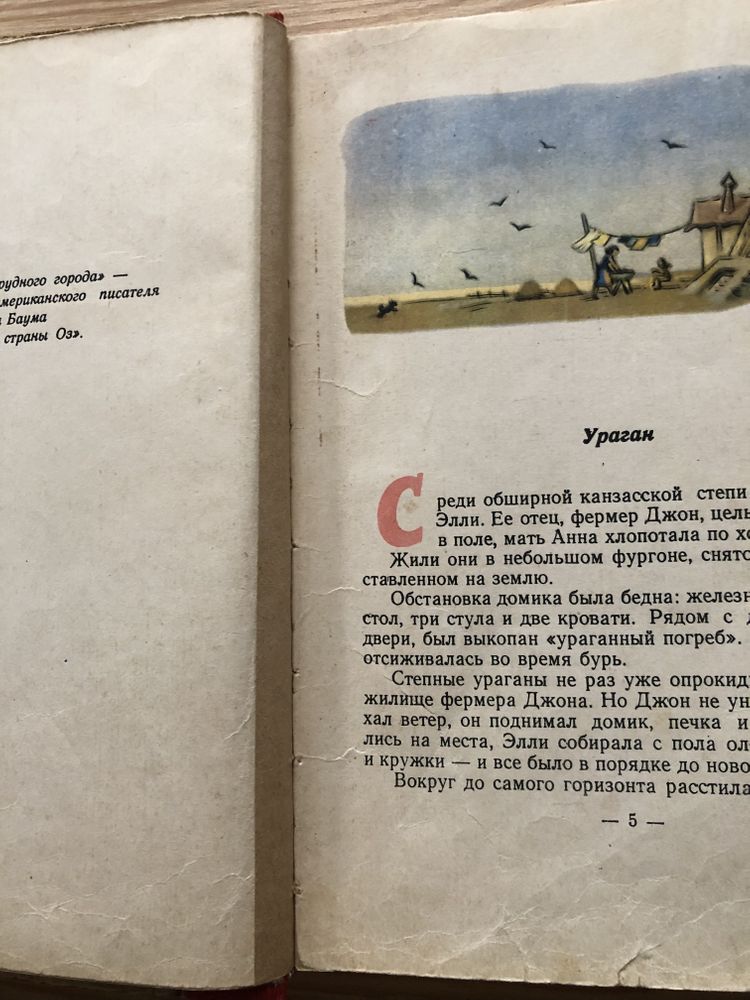 рудного города» —
мериканского писателя
Баума
страны Оз».
Ураган
Среди обширной канзасской степи
Элли. Ее отец, фермер Джон, цель
в поле, мать Анна хлопотала по хо
Жили они в небольшом фургоне, снято
ставленном на землю.
Обстановка домика была бедна: железн
стол, три стула и две кровати. Рядом с д
двери, был выкопан «ураганный погреб».
отсиживалась во время бурь.
Степные ураганы не раз уже опрокиды
жилище фермера Джона. Но Джон не ун
хал ветер, он поднимал домик, печка и
лись на места, Элли собирала с пола оло
и кружки — и все было в порядке до ново
Вокруг до самого горизонта расстила
— 5 —